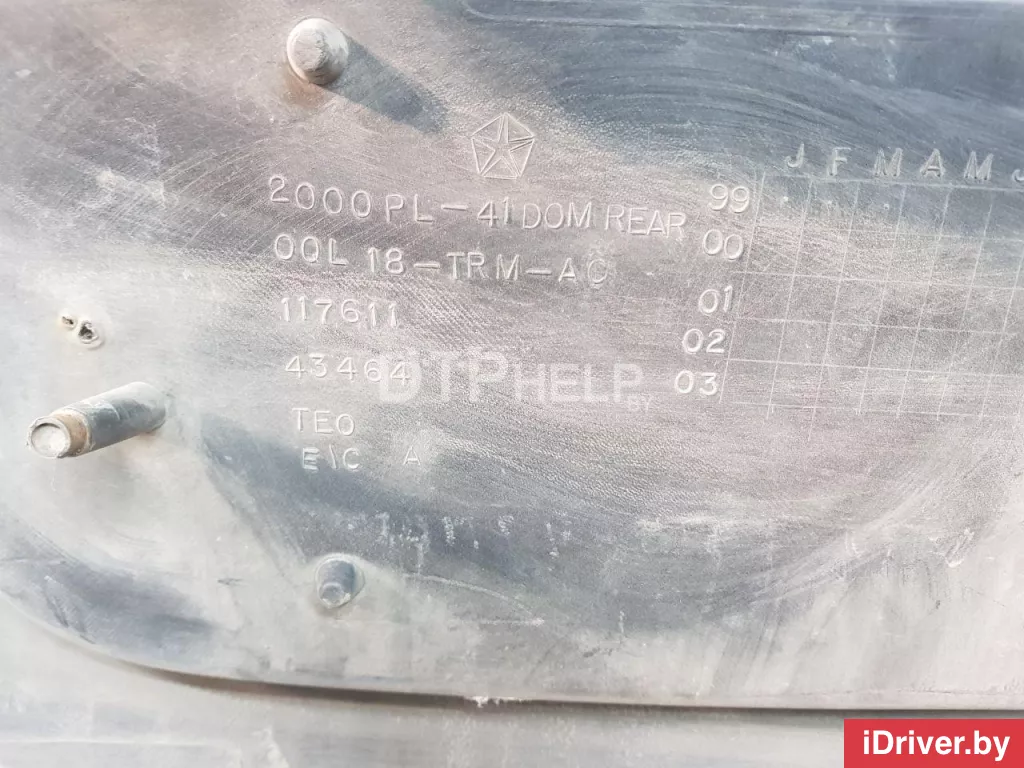 J F M A M J
2000 PL-41 DOM REAR 99
0QL 18-TRM-AC 00
117611 01
02
43464 03
DTPHELP.BY
TEO
E\C A
iDriver.by